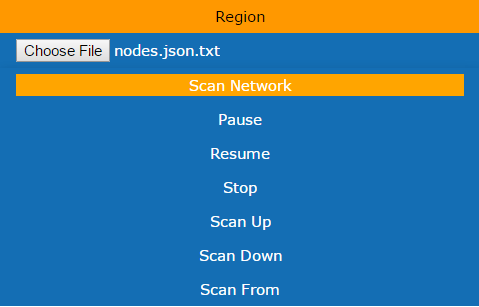 Region
Choose File nodes.json.txt
Scan Network
Pause
Resume
Stop
Scan Up
Scan Down
Scan From